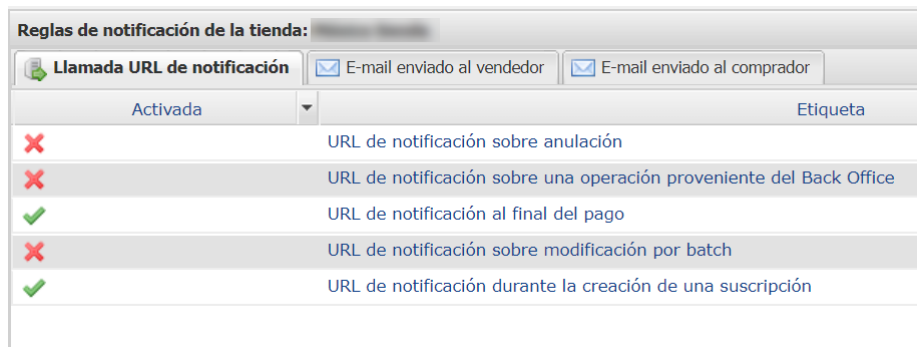 Reglas de notificación de la tienda:
Llamada URL de notificación E-mail enviado al vendedor E-mail enviado al comprador
Activada Etiqueta
URL de notificación sobre anulación
URL de notificación sobre una operación proveniente del Back Office
URL de notificación al final del pago
URL de notificación sobre modificación por batch
URL de notificación durante la creación de una suscripción